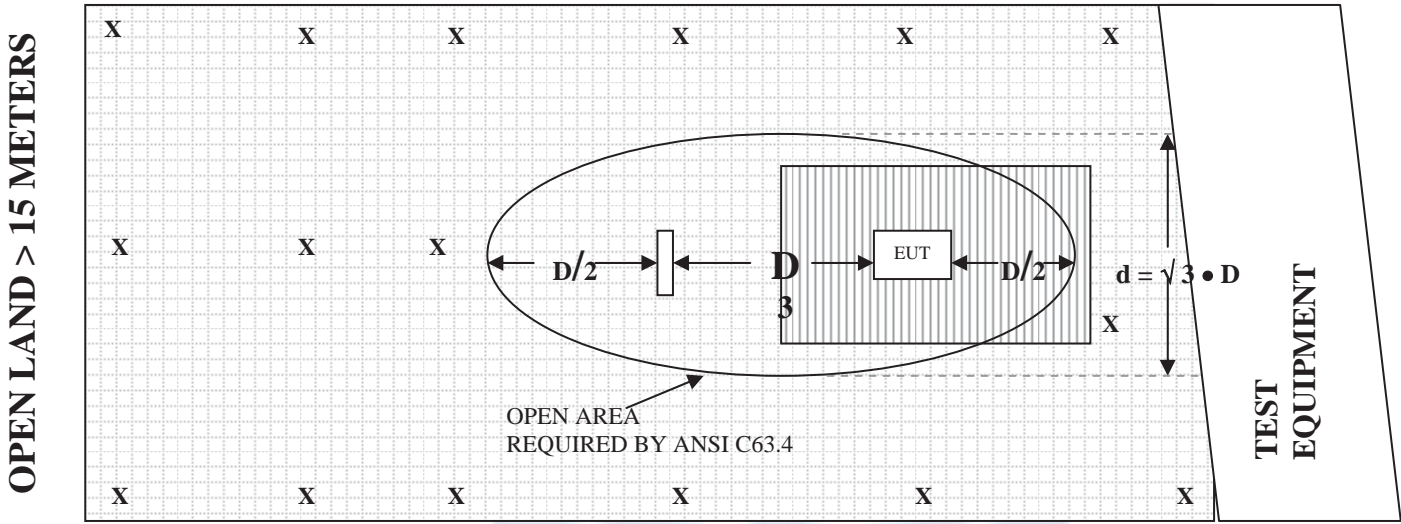 OPEN LAND > 15 METERS
X X X X X X
X X X
D/2
D
3
EUT
D/2
d = √ 3 • D
X
OPEN AREA
REQUIRED BY ANSI C63.4
TEST
EQUIPMENT
X X X X X X